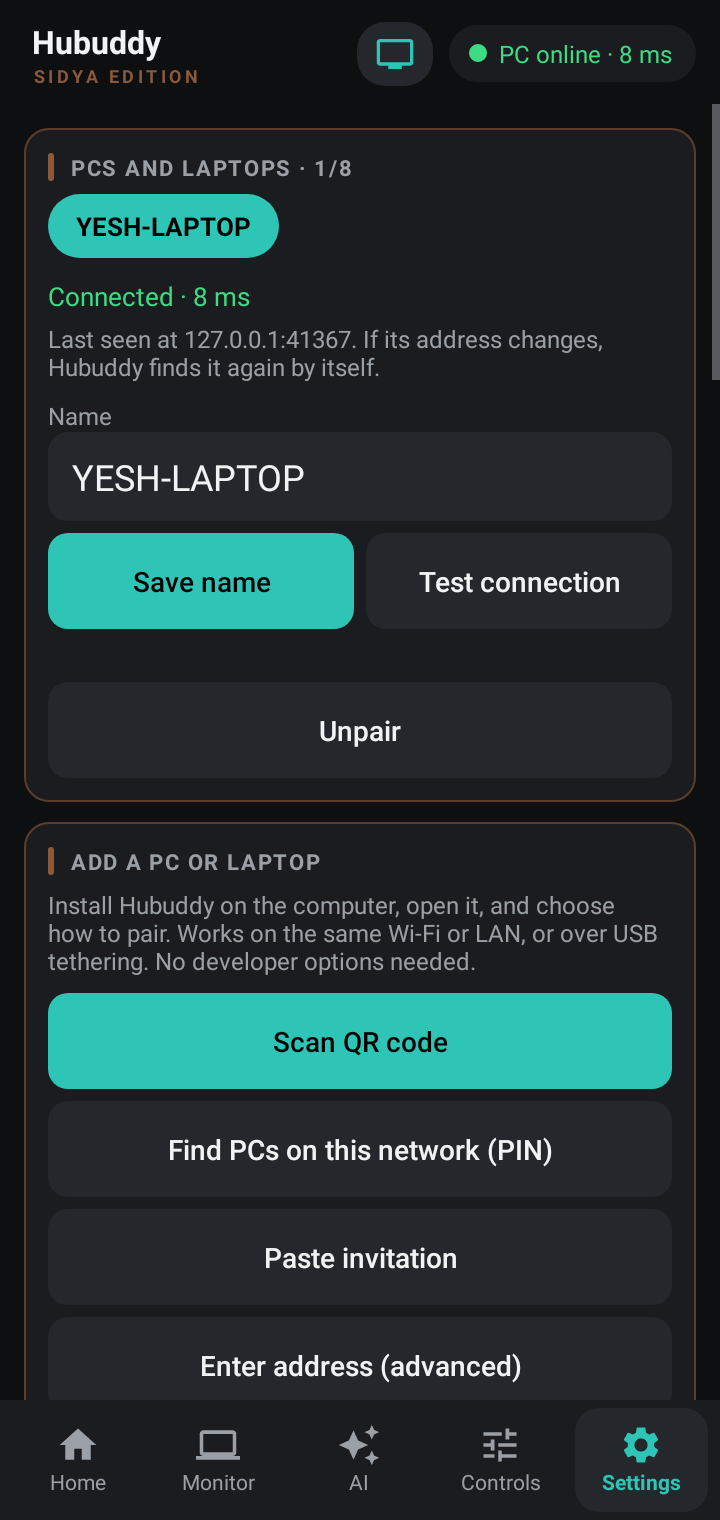 Hubuddy
SIDYA EDITION
PC online · 8 ms
PCS AND LAPTOPS · 1/8
YESH-LAPTOP
Connected · 8 ms
Last seen at 127.0.0.1:41367. If its address changes,
Hubuddy finds it again by itself.
Name
YESH-LAPTOP
Save name
Test connection
Unpair
ADD A PC OR LAPTOP
Install Hubuddy on the computer, open it, and choose
how to pair. Works on the same Wi-Fi or LAN, or over USB
tethering. No developer options needed.
Scan QR code
Find PCs on this network (PIN)
Paste invitation
Enter address (advanced)
Home
Monitor
AI
Controls
Settings